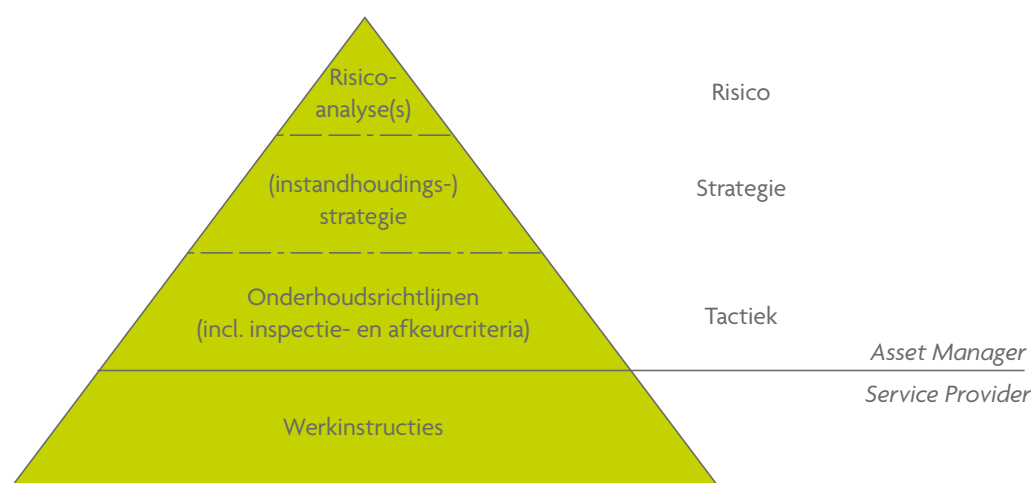 Risico-
analyse(s)
Risico
(instandhoudings-)
strategie
Strategie
Onderhoudsrichtlijnen
(incl. inspectie- en afkeurcriteria)
Tactiek
Asset Manager
Service Provider
Werkinstructies